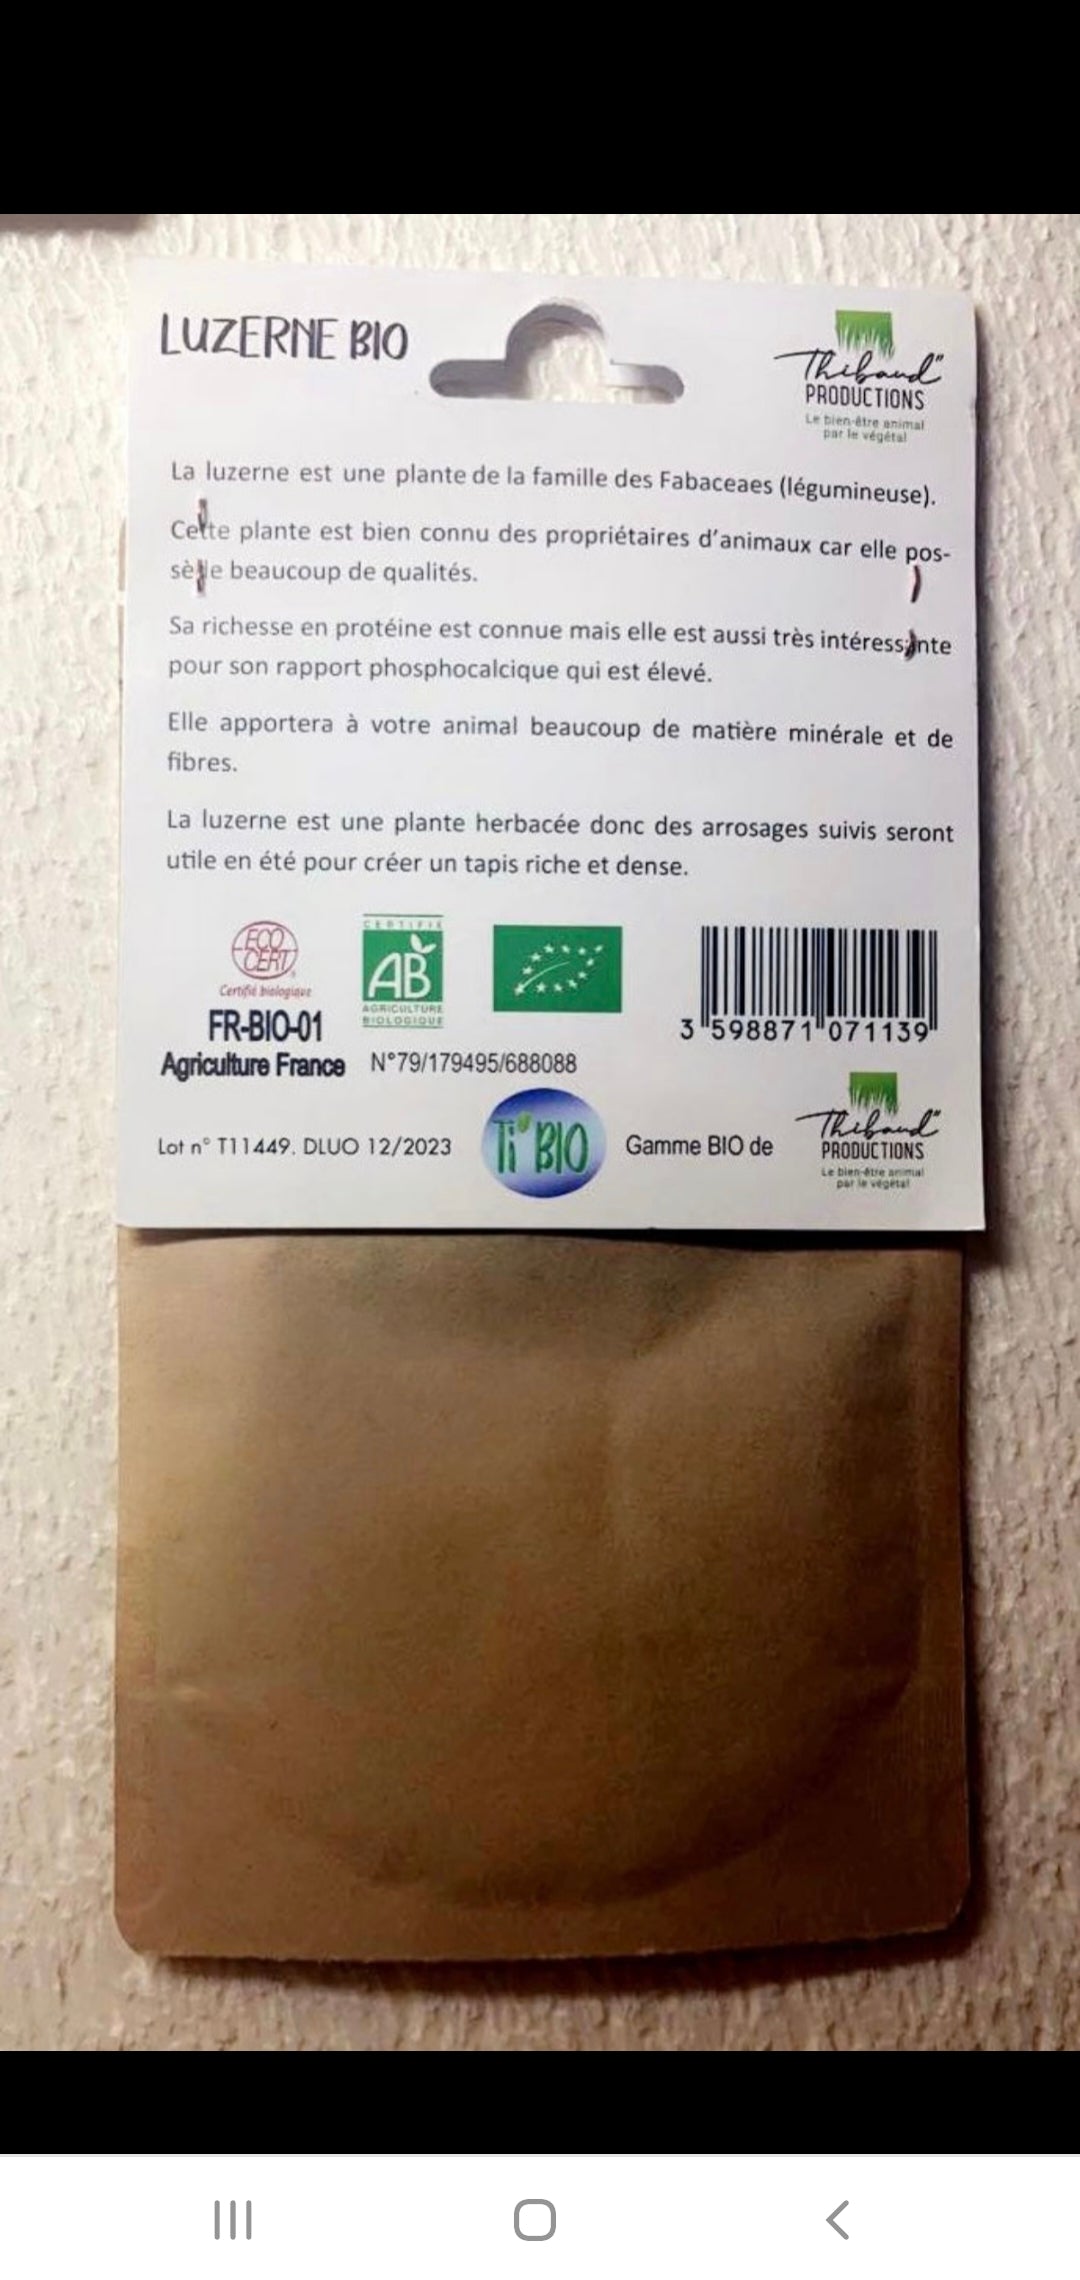 LUZERNE BIO
Thibaud"
PRODUCTIONS
Le bien-être animal
par le végétal
La luzerne est une plante de la famille des Fabaceaes (légumineuse).
Cette plante est bien connu des propriétaires d'animaux car elle pos-
sède beaucoup de qualités.
Sa richesse en protéine est connue mais elle est aussi très intéressante
pour son rapport phosphocalcique qui est élevé.
Elle apportera à votre animal beaucoup de matière minérale et de
fibres.
La luzerne est une plante herbacée donc des arrosages suivis seront
utile en été pour créer un tapis riche et dense.
ECO
CERT
Certifié biologique
FR-BIO-01
Agriculture France
CERTIFIÉ
AB
AGRICULTURE
BIOLOGIQUE
N°79/179495/688088
3 598871 071139
Lot n° T11449. DLUO 12/2023
Ti BIO
Gamme BIO de
Thibaud"
PRODUCTIONS
Le bien-être animal
par le végétal